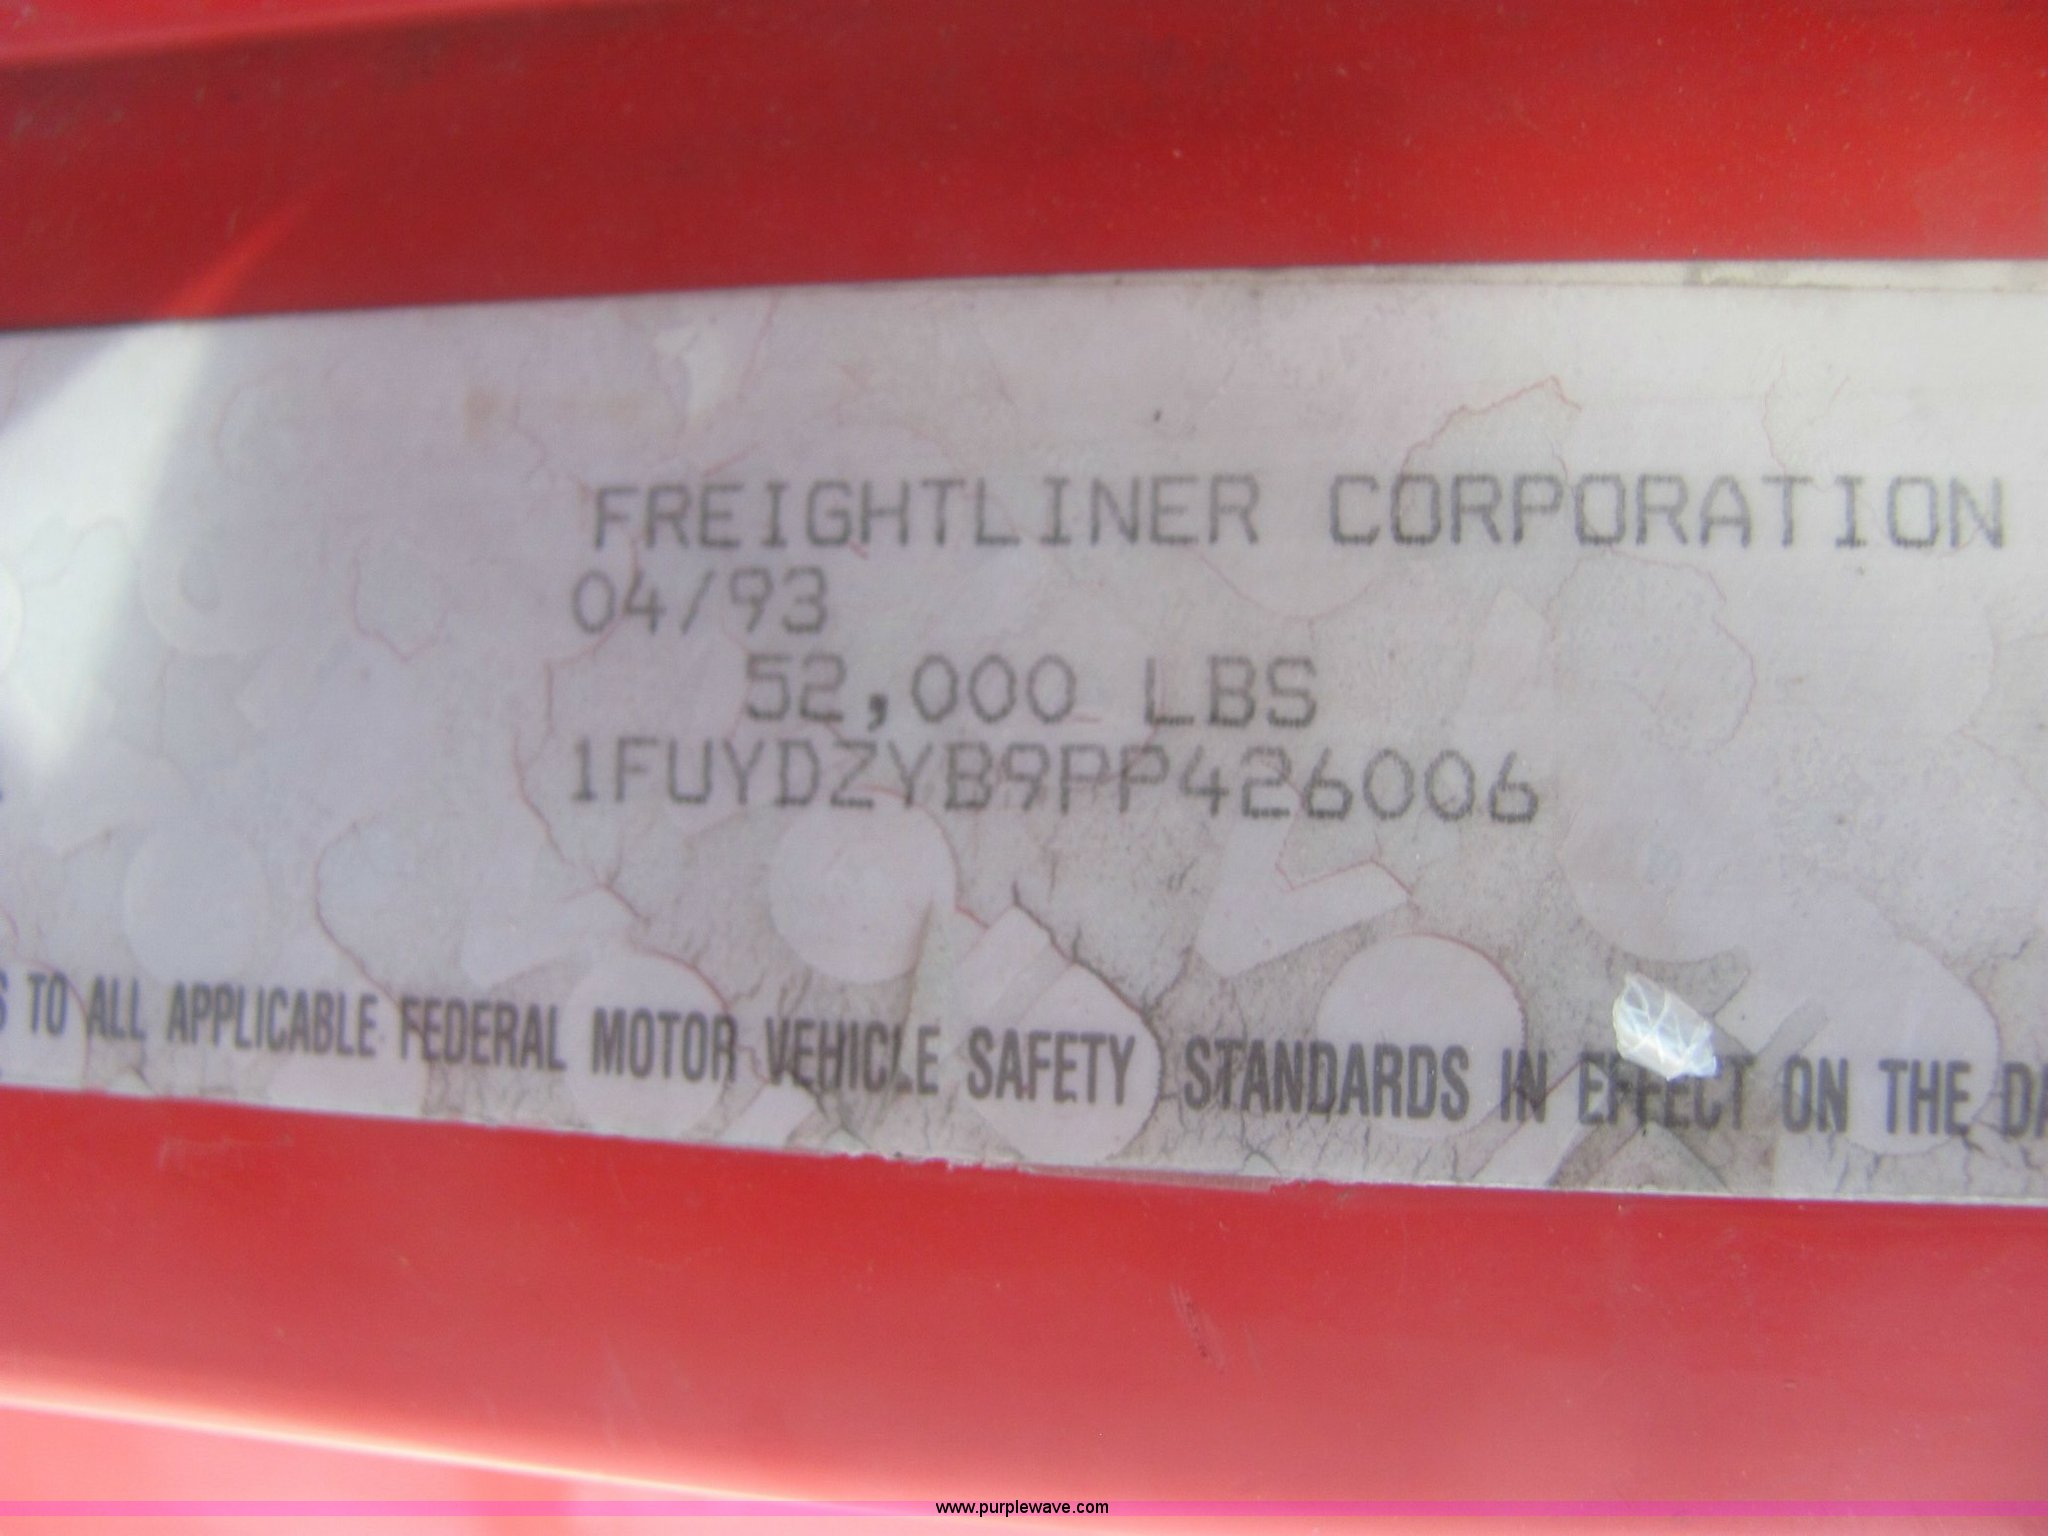 FREIGHTLINER CORPORATION
04/93
52,000 LBS
1FUYDZYB9PP426006
TO ALL APPLICABLE FEDERAL MOTOR VEHICLE SAFETY STANDARDS IN EFFECT ON THE
www.purplewave.com